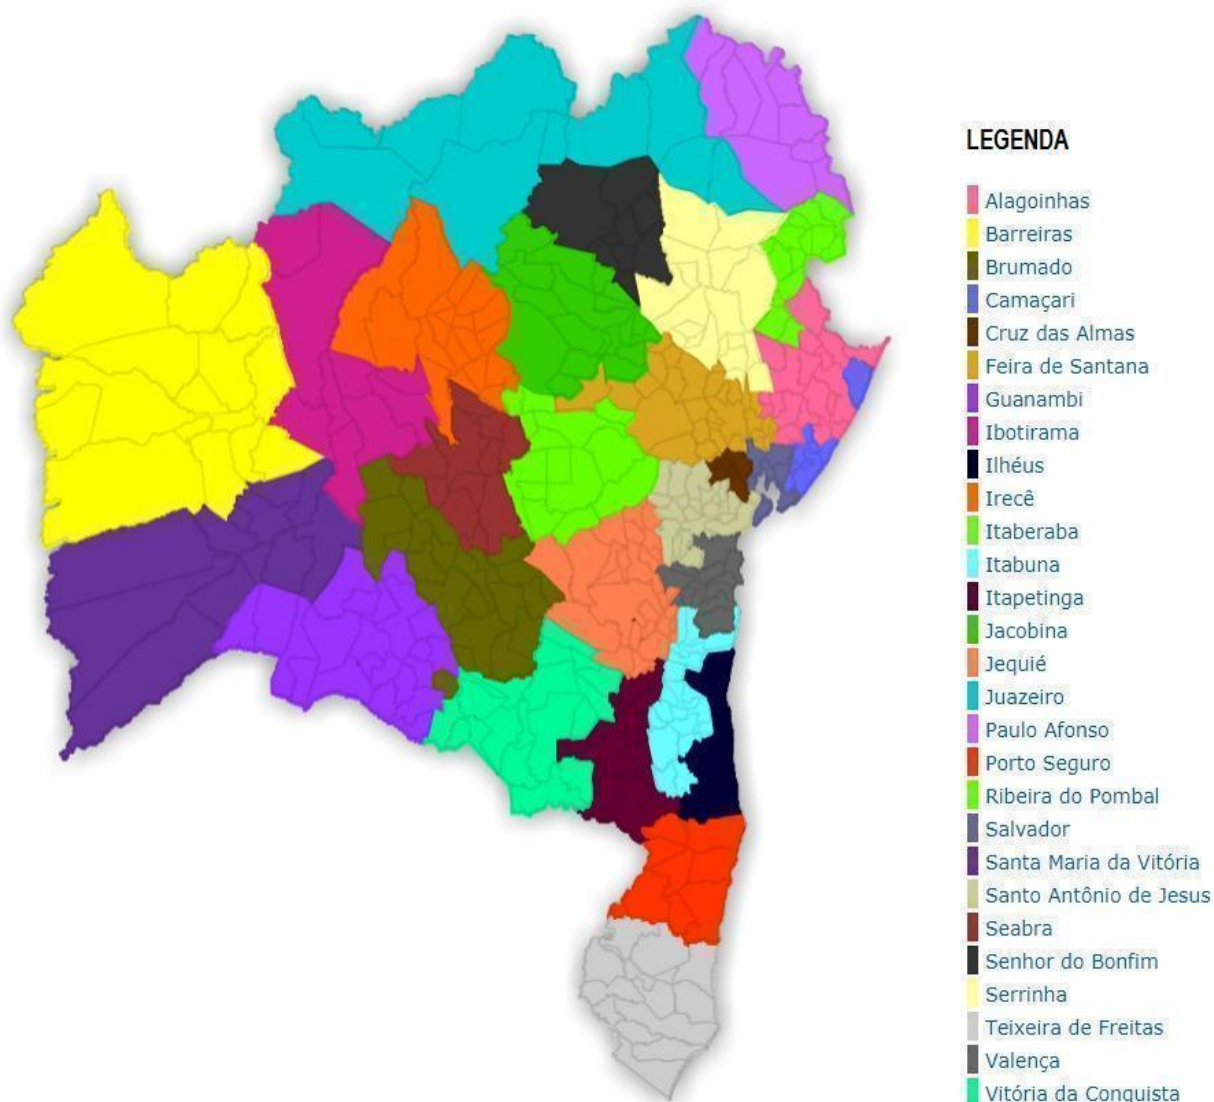 LEGENDA
Alagoinhas
Barreiras
Brumado
Camaçari
Cruz das Almas
Feira de Santana
Guanambi
Ibotirama
Ilhéus
Irecê
Itaberaba
Itabuna
Itapetinga
Jacobina
Jequié
Juazeiro
Paulo Afonso
Porto Seguro
Ribeira do Pombal
Salvador
Santa Maria da Vitória
Santo Antônio de Jesus
Seabra
Senhor do Bonfim
Serrinha
Teixeira de Freitas
Valença
Vitória da Conquista